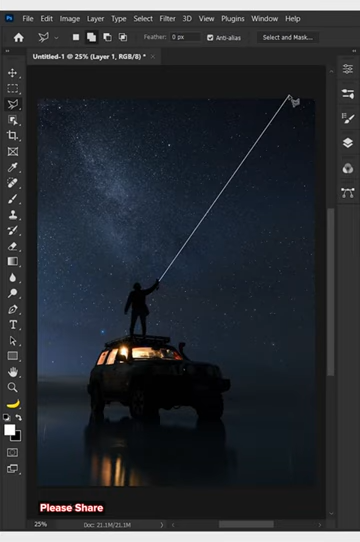 Ps File Edit Image Layer Type Select Filter 3D View Plugins Window Help
Feather: 0 px Anti-alias Select and Mask...
Untitled-1 @ 25% (Layer 1, RGB/8) * ×
T
Please Share
25% Doc: 21.1M/21.1M